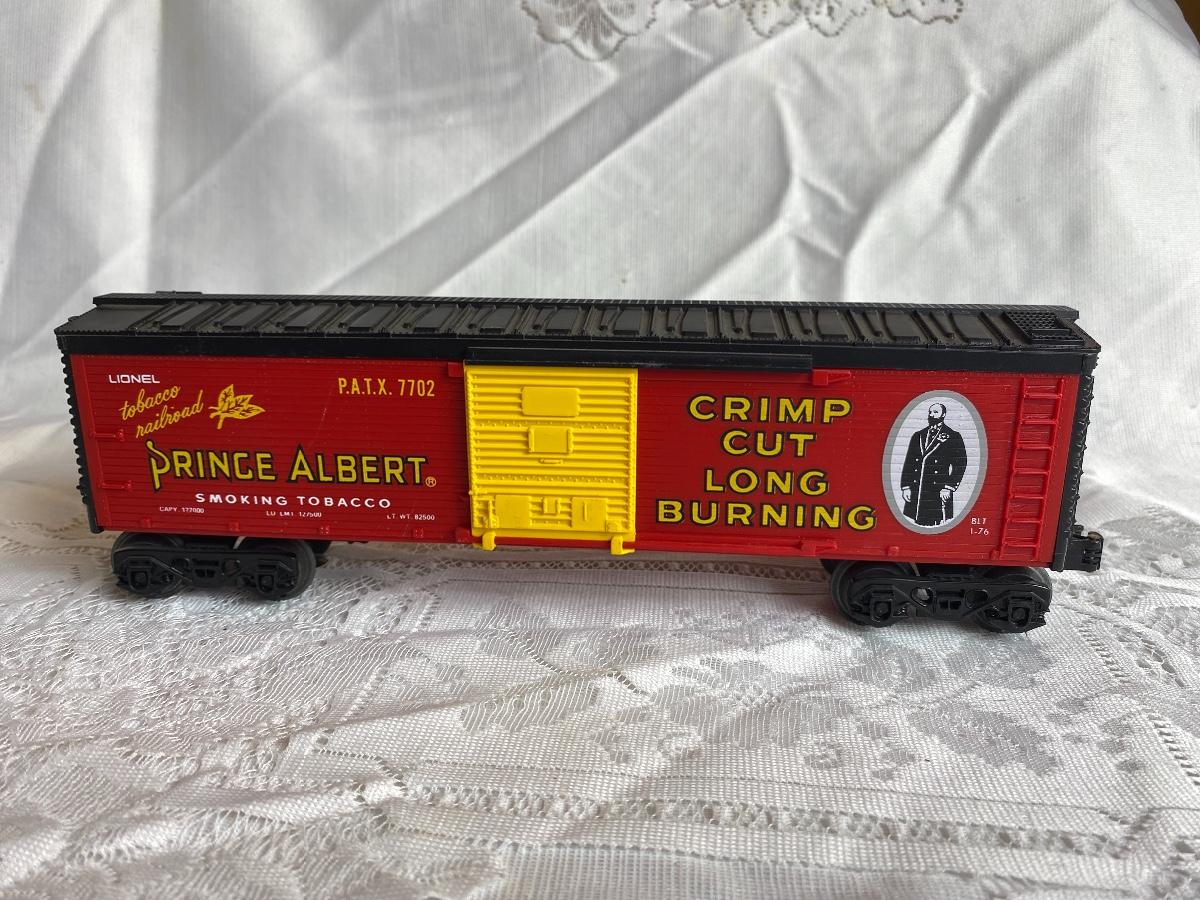 LIONEL
tobacco
railroad
P.A.T.X. 7702
PRINCE ALBERT®
SMOKING TOBACCO
CAPY. 127000 LD LMT. 127500 LT. WT. 82500
CRIMP
CUT
LONG
BURNING
BLT
1-76